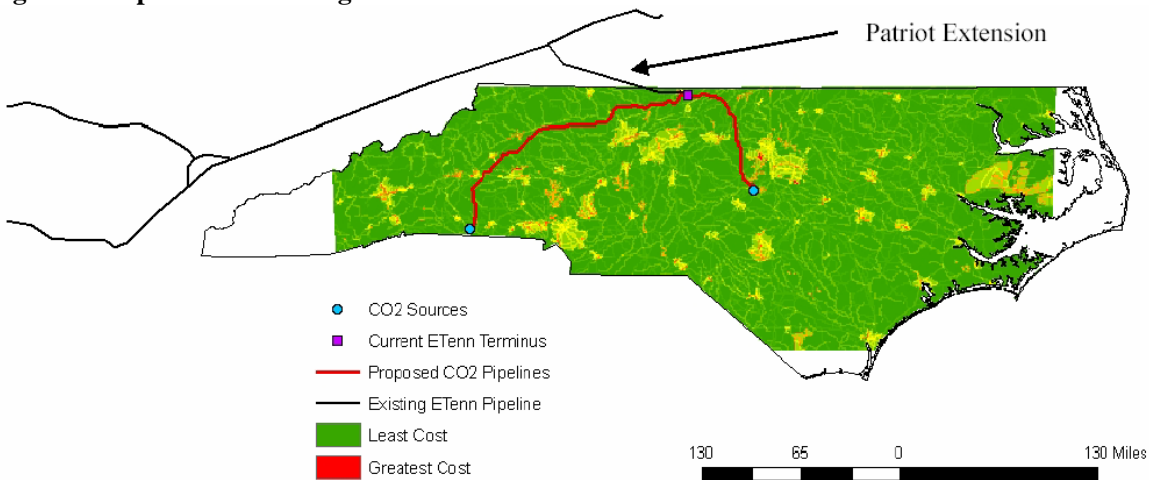 Patriot Extension
CO2 Sources
Current ETenn Terminus
Proposed CO2 Pipelines
Existing ETenn Pipeline
Least Cost
Greatest Cost
130 65 0 130 Miles